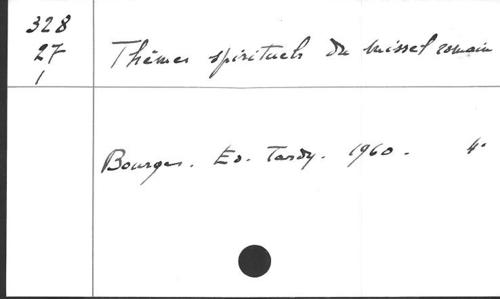 328
27
1
Thèmes spirituels du missel romain
Bourges. Ed. Tardy. 1960. 4°